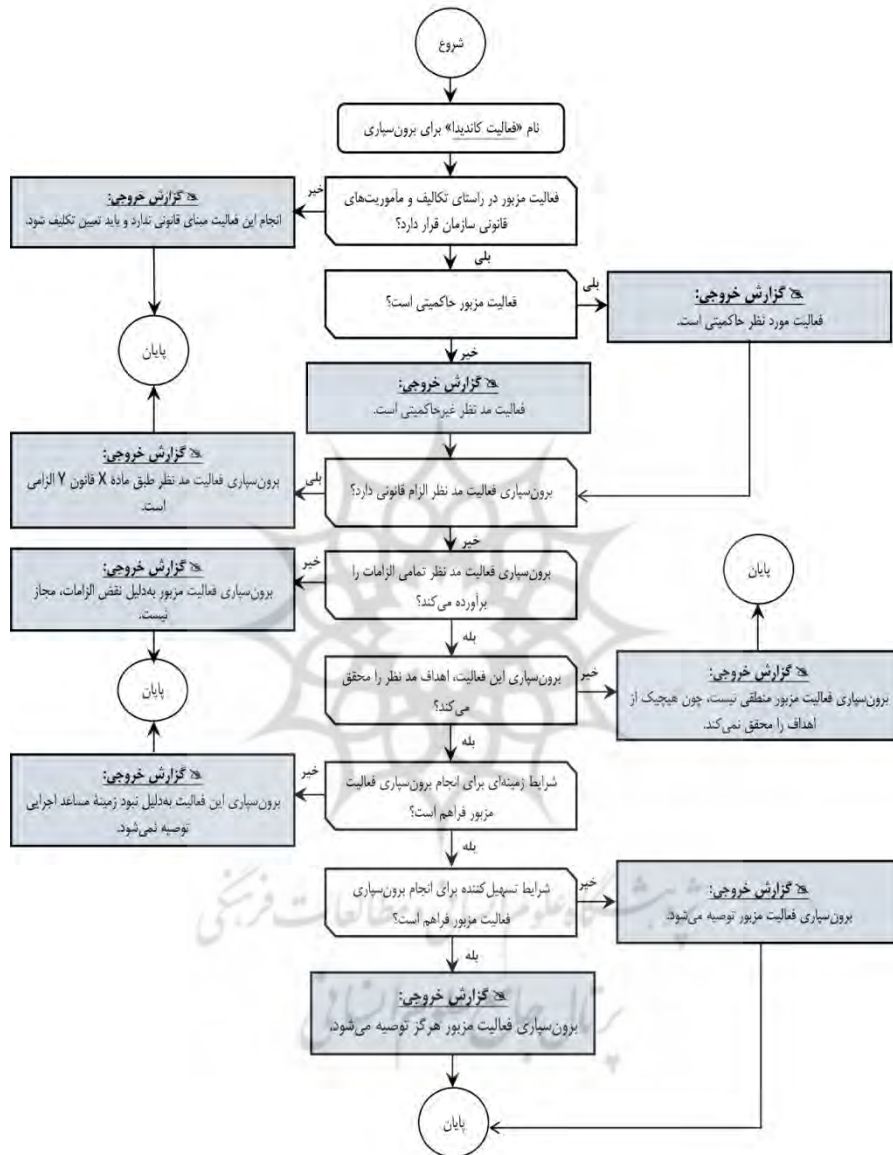 شروع
نام «فعالیت کاندیدا» برای برون‌سپاری
فعالیت مزبور در راستای تکالیف و مأموریت‌های
قانونی سازمان قرار دارد؟
خیر
گزارش خروجی:
انجام این فعالیت مبنای قانونی ندارد و باید تعیین تکلیف شود.
پایان
بلی
فعالیت مزبور حاکمیتی است؟
بلی
گزارش خروجی:
فعالیت مورد نظر حاکمیتی است.
خیر
گزارش خروجی:
فعالیت مد نظر غیرحاکمیتی است.
برون‌سپاری فعالیت مد نظر الزام قانونی دارد؟
بلی
گزارش خروجی:
برون‌سپاری فعالیت مد نظر طبق ماده X قانون Y الزامی
است.
خیر
برون‌سپاری فعالیت مد نظر تمامی الزامات را
برآورده می‌کند؟
خیر
گزارش خروجی:
برون‌سپاری فعالیت مزبور به‌دلیل نقض الزامات، مجاز
نیست.
پایان
بله
برون‌سپاری این فعالیت، اهداف مد نظر را محقق
می‌کند؟
خیر
گزارش خروجی:
برون‌سپاری فعالیت مزبور منطقی نیست، چون هیچیک از
اهداف را محقق نمی‌کند.
پایان
بله
شرایط زمینه‌ای برای انجام برون‌سپاری فعالیت
مزبور فراهم است؟
خیر
گزارش خروجی:
برون‌سپاری این فعالیت به‌دلیل نبود زمینهٔ مساعد اجرایی
توصیه نمی‌شود.
بله
شرایط تسهیل‌کننده برای انجام برون‌سپاری
فعالیت مزبور فراهم است؟
خیر
گزارش خروجی:
برون‌سپاری فعالیت مزبور توصیه می‌شود.
بله
گزارش خروجی:
برون‌سپاری فعالیت مزبور هرگز توصیه می‌شود.
پایان
پژوهشگاه علوم انسانی و مطالعات فرهنگی
پرتال جامع علوم انسانی